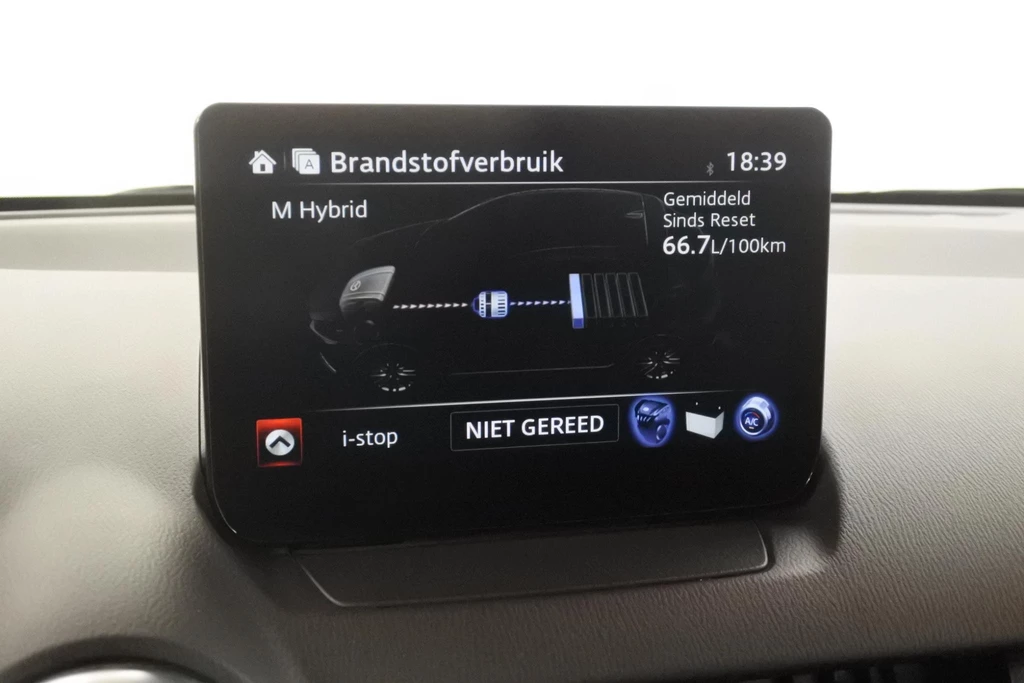 A Brandstofverbruik 18:39
M Hybrid
Gemiddeld
Sinds Reset
66.7L/100km
i-stop NIET GEREED A/C